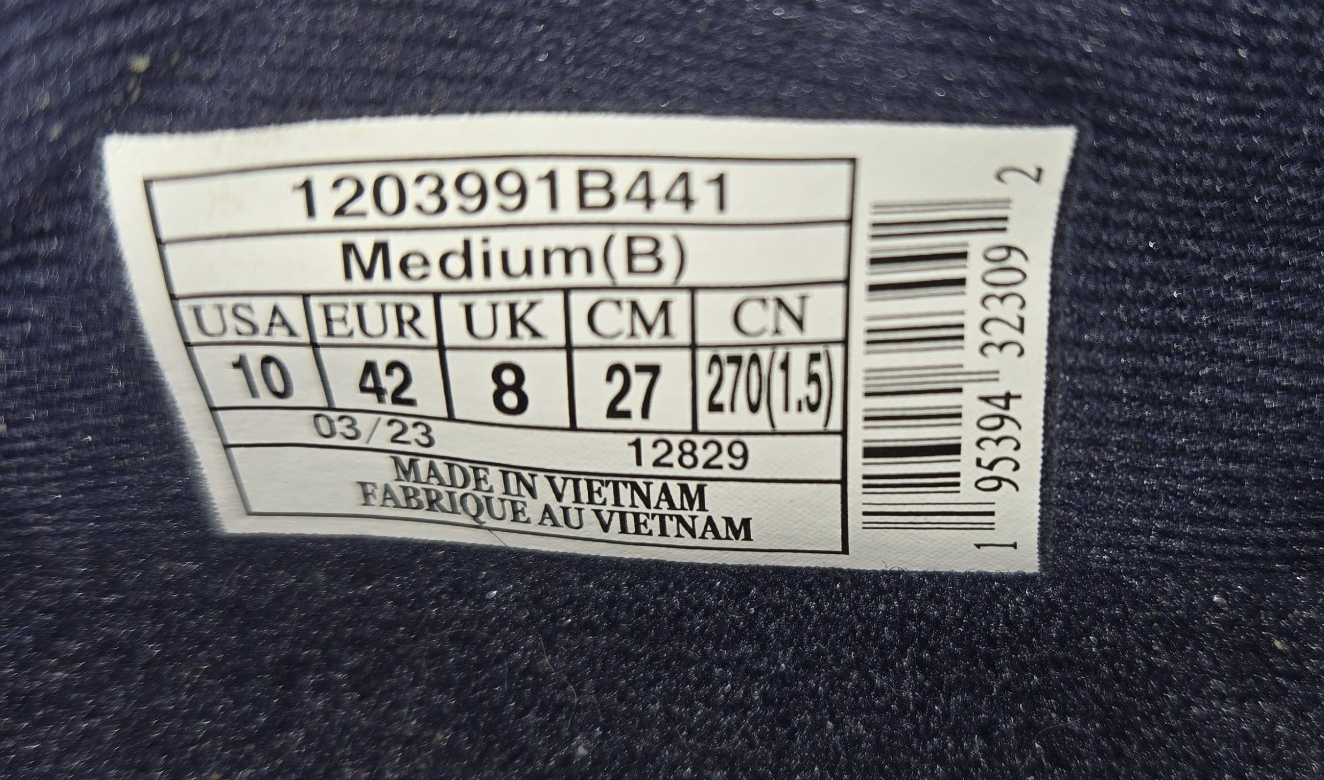 1203991B441
Medium(B)
USA EUR UK CM CN
10 42 8 27 270(1.5)
03/23 12829
MADE IN VIETNAM
FABRIQUE AU VIETNAM
1 95394 32309 2